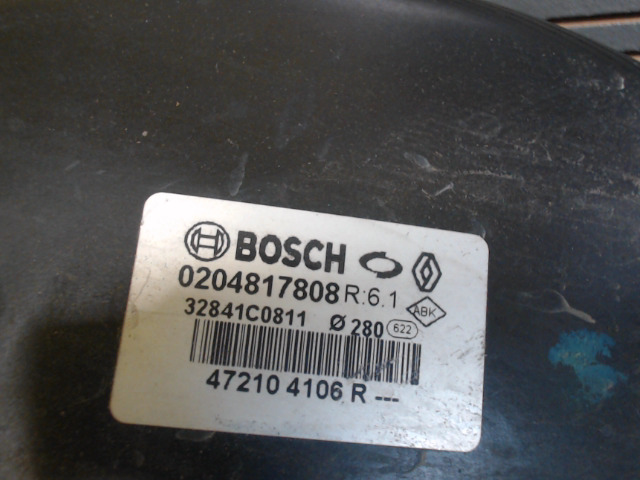 BOSCH
0204817808 R:6.1
ABK
32841C0811 Ø 280 622
47210 4106 R ---